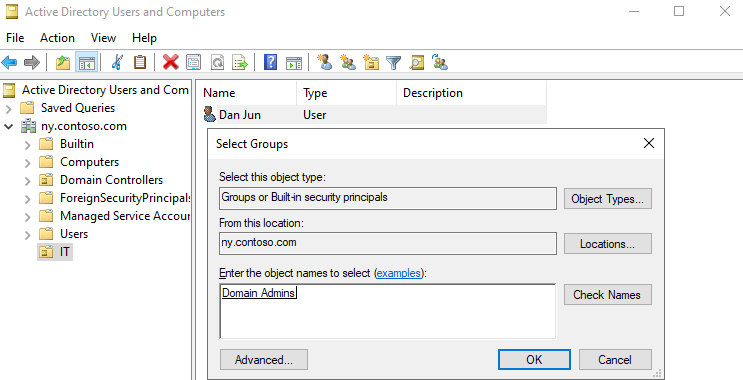 Active Directory Users and Computers
File Action View Help
Active Directory Users and Com
Saved Queries
ny.contoso.com
Builtin
Computers
Domain Controllers
ForeignSecurityPrincipals
Managed Service Accour
Users
IT
Name Type Description
Dan Jun User
Select Groups
Select this object type:
Groups or Built-in security principals
Object Types...
From this location:
ny.contoso.com
Locations...
Enter the object names to select (examples):
Domain Admins
Check Names
Advanced...
OK
Cancel